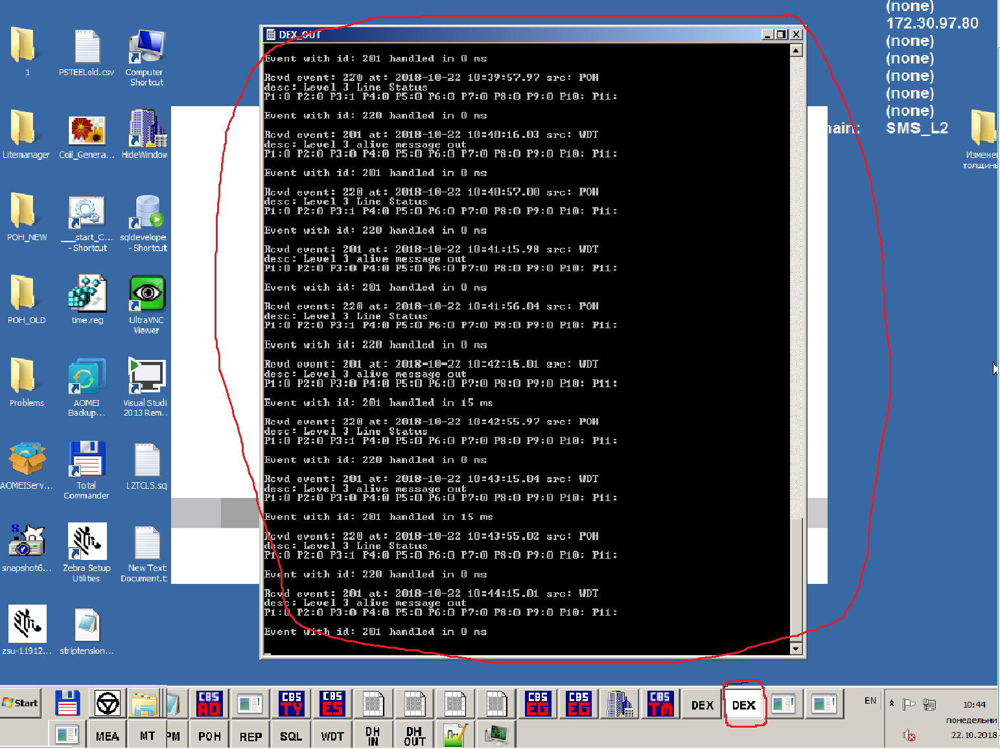 (none)
172.30.97.80
(none)
(none)
(none)
(none)
(none)
main:
SMS_L2
1
PSTEELold.csv
Computer -
Shortcut
Litemanager
Coil_Genera...
HideWindow
POH_NEW
___start_C...
- Shortcut
sqldevelope
- Shortcut
POH_OLD
time.reg
UltraVNC
Viewer
Problems
AOMEI
Backup...
Visual Studi
2013 Rem...
AOMEIServ...
Total
Commander
L2TCLS.sq
snapshot6...
Zebra Setup
Utilities
New Text
Document.t
zsu-11912...
striptension...
Измене
толщины
DEX_OUT
Event with id: 201 handled in 0 ms
Rcvd event: 220 at: 2018-10-22 10:39:57.97 src: POH
desc: Level 3 Line Status
P1:0 P2:0 P3:1 P4:0 P5:0 P6:0 P7:0 P8:0 P9:0 P10: P11:
Event with id: 220 handled in 0 ms
Rcvd event: 201 at: 2018-10-22 10:40:16.03 src: WDT
desc: Level 3 alive message out
P1:0 P2:0 P3:0 P4:0 P5:0 P6:0 P7:0 P8:0 P9:0 P10: P11:
Event with id: 201 handled in 0 ms
Rcvd event: 220 at: 2018-10-22 10:40:57.00 src: POH
desc: Level 3 Line Status
P1:0 P2:0 P3:1 P4:0 P5:0 P6:0 P7:0 P8:0 P9:0 P10: P11:
Event with id: 220 handled in 0 ms
Rcvd event: 201 at: 2018-10-22 10:41:15.98 src: WDT
desc: Level 3 alive message out
P1:0 P2:0 P3:0 P4:0 P5:0 P6:0 P7:0 P8:0 P9:0 P10: P11:
Event with id: 201 handled in 0 ms
Rcvd event: 220 at: 2018-10-22 10:41:56.04 src: POH
desc: Level 3 Line Status
P1:0 P2:0 P3:1 P4:0 P5:0 P6:0 P7:0 P8:0 P9:0 P10: P11:
Event with id: 220 handled in 0 ms
Rcvd event: 201 at: 2018-10-22 10:42:15.01 src: WDT
desc: Level 3 alive message out
P1:0 P2:0 P3:0 P4:0 P5:0 P6:0 P7:0 P8:0 P9:0 P10: P11:
Event with id: 201 handled in 15 ms
Rcvd event: 220 at: 2018-10-22 10:42:55.97 src: POH
desc: Level 3 Line Status
P1:0 P2:0 P3:1 P4:0 P5:0 P6:0 P7:0 P8:0 P9:0 P10: P11:
Event with id: 220 handled in 0 ms
Rcvd event: 201 at: 2018-10-22 10:43:15.04 src: WDT
desc: Level 3 alive message out
P1:0 P2:0 P3:0 P4:0 P5:0 P6:0 P7:0 P8:0 P9:0 P10: P11:
Event with id: 201 handled in 15 ms
Rcvd event: 220 at: 2018-10-22 10:43:55.02 src: POH
desc: Level 3 Line Status
P1:0 P2:0 P3:1 P4:0 P5:0 P6:0 P7:0 P8:0 P9:0 P10: P11:
Event with id: 220 handled in 0 ms
Rcvd event: 201 at: 2018-10-22 10:44:15.01 src: WDT
desc: Level 3 alive message out
P1:0 P2:0 P3:0 P4:0 P5:0 P6:0 P7:0 P8:0 P9:0 P10: P11:
Event with id: 201 handled in 0 ms
Start
CBS AD
CBS TY
CBS ES
CBS EG
CBS EG
CBS TM
DEX
DEX
EN
10:44
понедельни
22.10.2018
MEA
MT
PM
POH
REP
SQL
WDT
DH IN
DH OUT